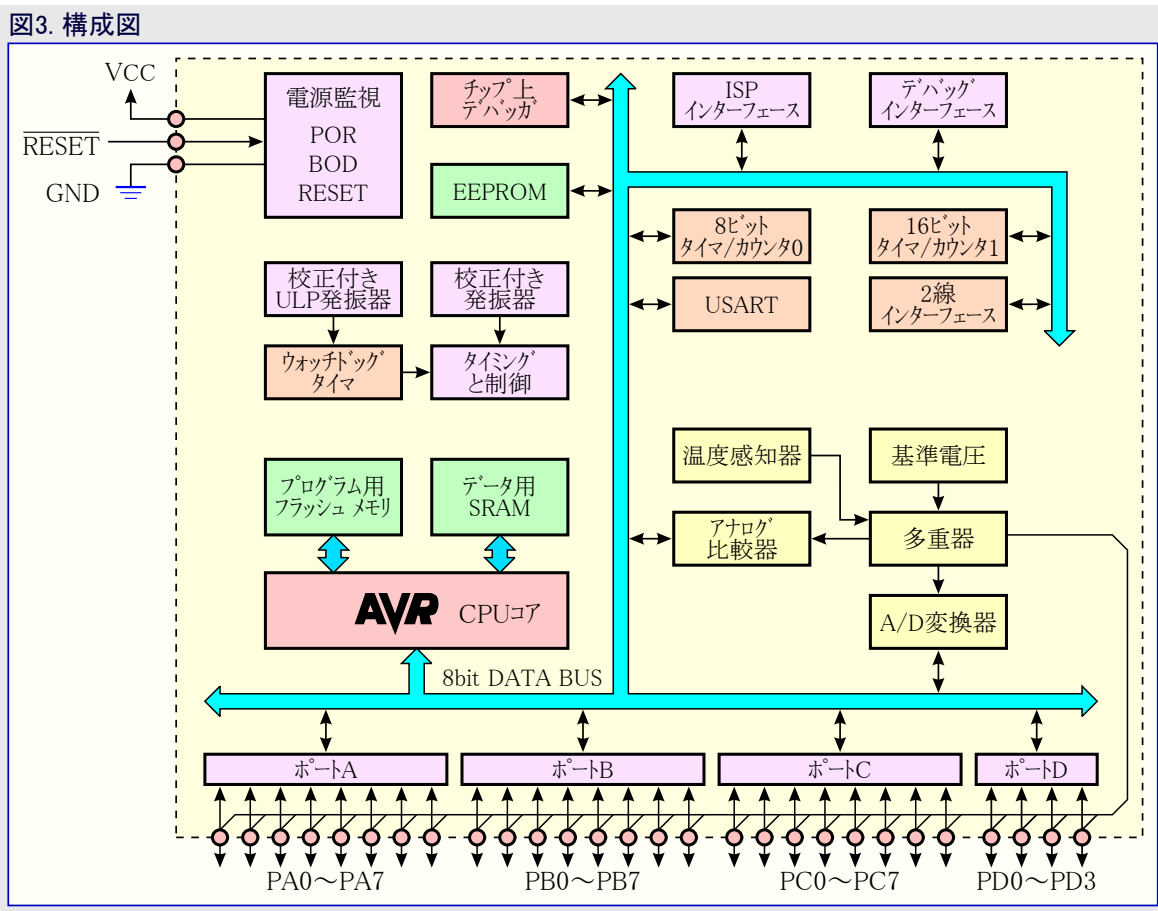 図3. 構成図
VCC
RESET
GND
電源監視
POR
BOD
RESET
チップ上
デバッガ
EEPROM
ISP
インターフェース
デバッグ
インターフェース
8ビット
タイマ/カウンタ0
16ビット
タイマ/カウンタ1
USART
2線
インターフェース
校正付き
ULP発振器
校正付き
発振器
ウォッチドッグ
タイマ
タイミング
と制御
プログラム用
フラッシュ メモリ
データ用
SRAM
温度感知器
基準電圧
アナログ
比較器
多重器
A/D変換器
AVR CPUコア
8bit DATA BUS
ポートA
ポートB
ポートC
ポートD
PA0～PA7
PB0～PB7
PC0～PC7
PD0～PD3